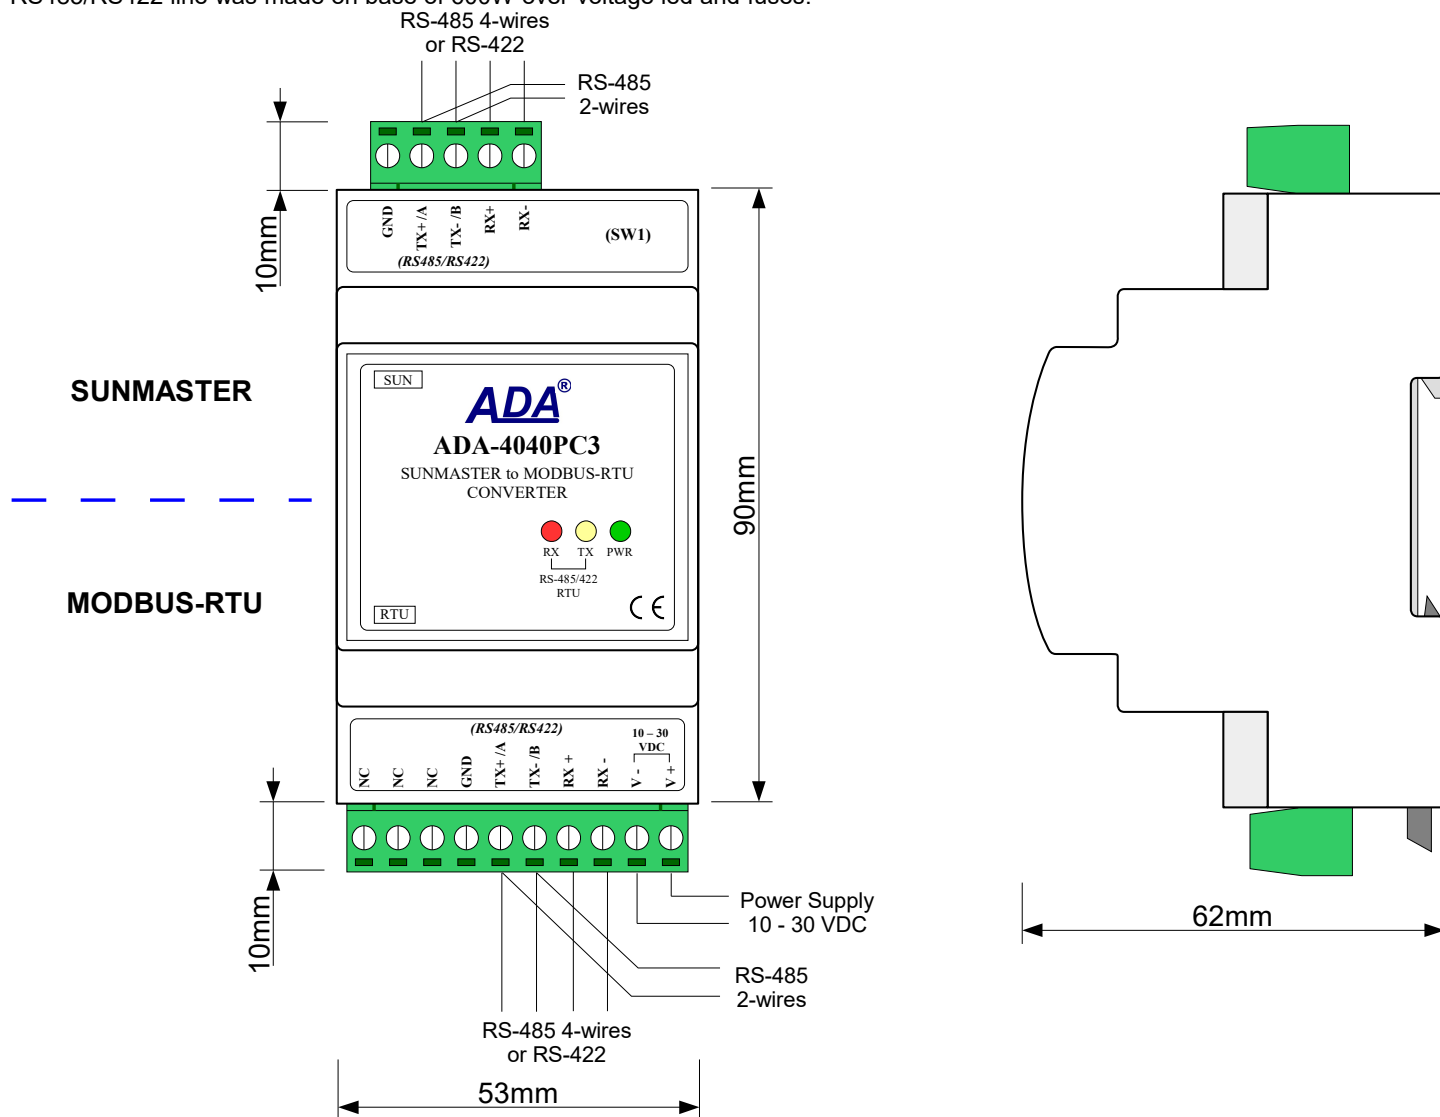 RS-485 4-wires
or RS-422
RS-485
2-wires
10mm
GND
TX+/A
TX- /B
RX+
RX-
(SW1)
(RS485/RS422)
SUNMASTER
SUN
ADA®
ADA-4040PC3
SUNMASTER to MODBUS-RTU
CONVERTER
90mm
RX TX PWR
RS-485/422
RTU
MODBUS-RTU
RTU
CE
(RS485/RS422)
10 – 30
VDC
NC
NC
NC
GND
TX+ /A
TX- /B
RX +
RX -
V -
V +
10mm
Power Supply
10 - 30 VDC
62mm
RS-485
2-wires
RS-485 4-wires
or RS-422
53mm